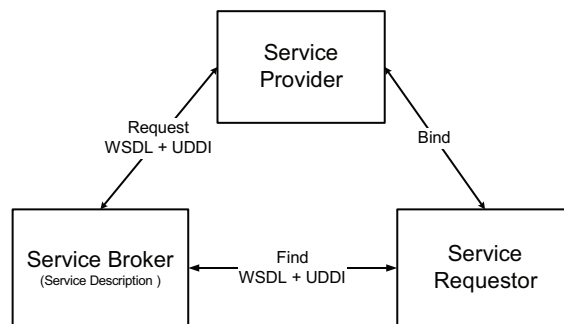 Service
Provider
Request
WSDL + UDDI
Bind
Service Broker
(Service Description )
Find
WSDL + UDDI
Service
Requestor